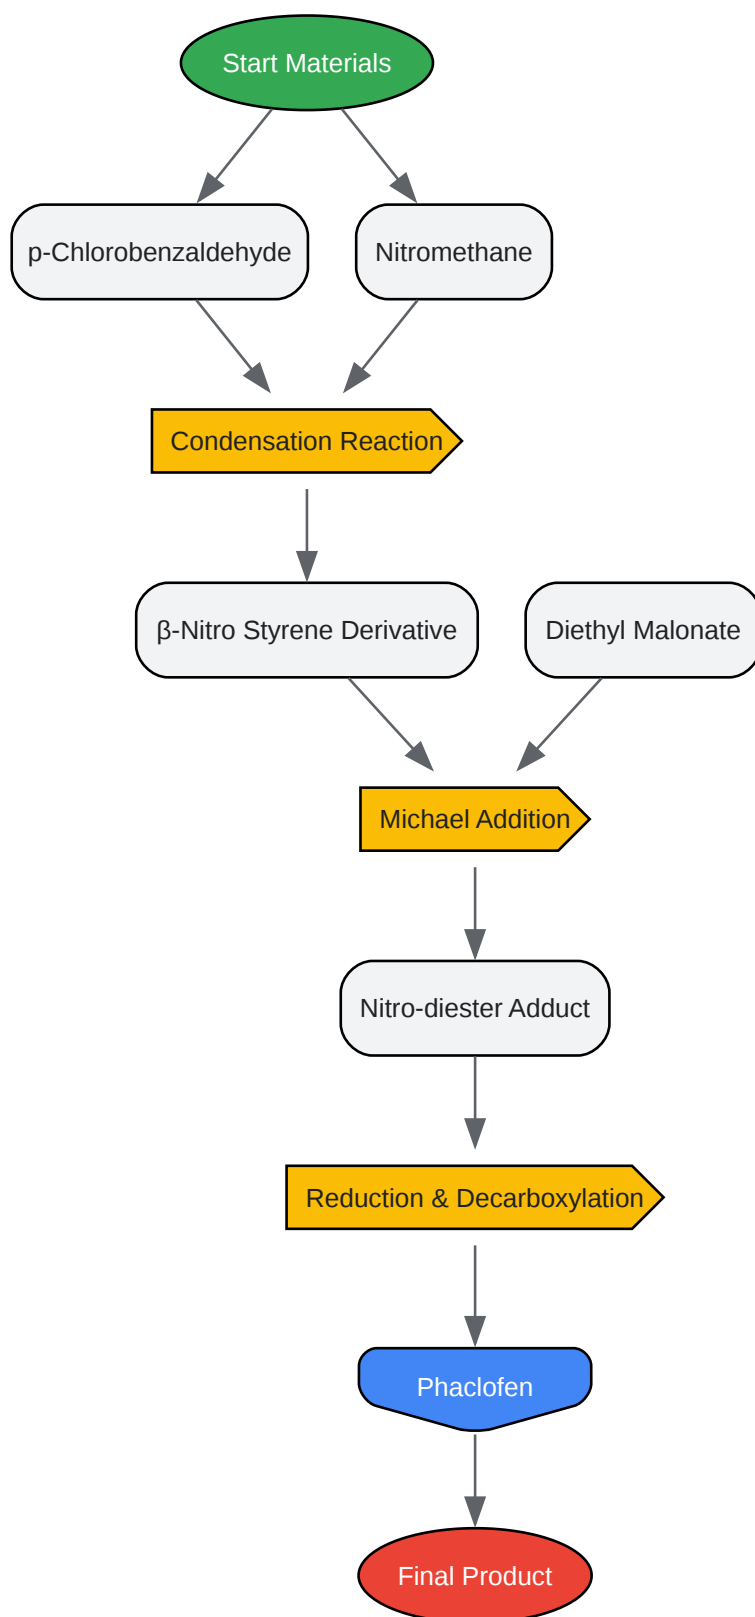 Start Materials
p-Chlorobenzaldehyde
Nitromethane
Condensation Reaction
β-Nitro Styrene Derivative
Diethyl Malonate
Michael Addition
Nitro-diester Adduct
Reduction & Decarboxylation
Phaclofen
Final Product